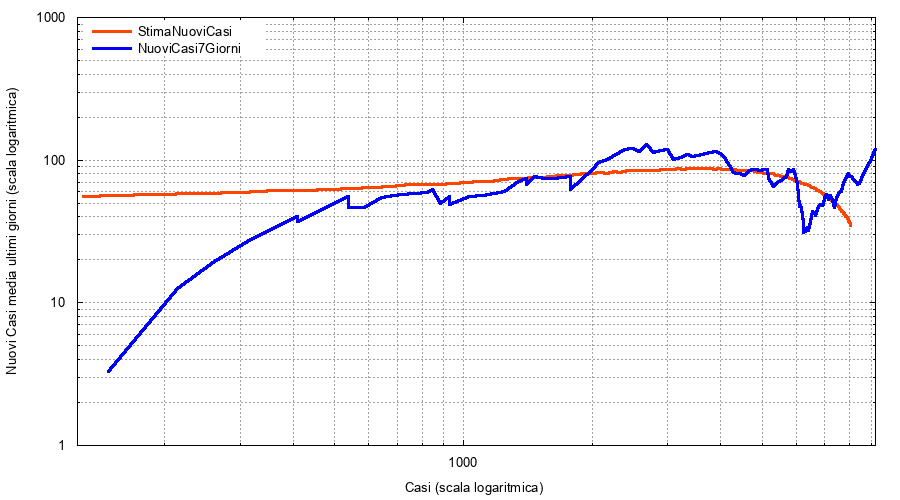 1000
StimaNuoviCasi
NuoviCasi7Giorni
100
10
1
1000
Nuovi Casi media ultimi giorni (scala logaritmica)
Casi (scala logaritmica)